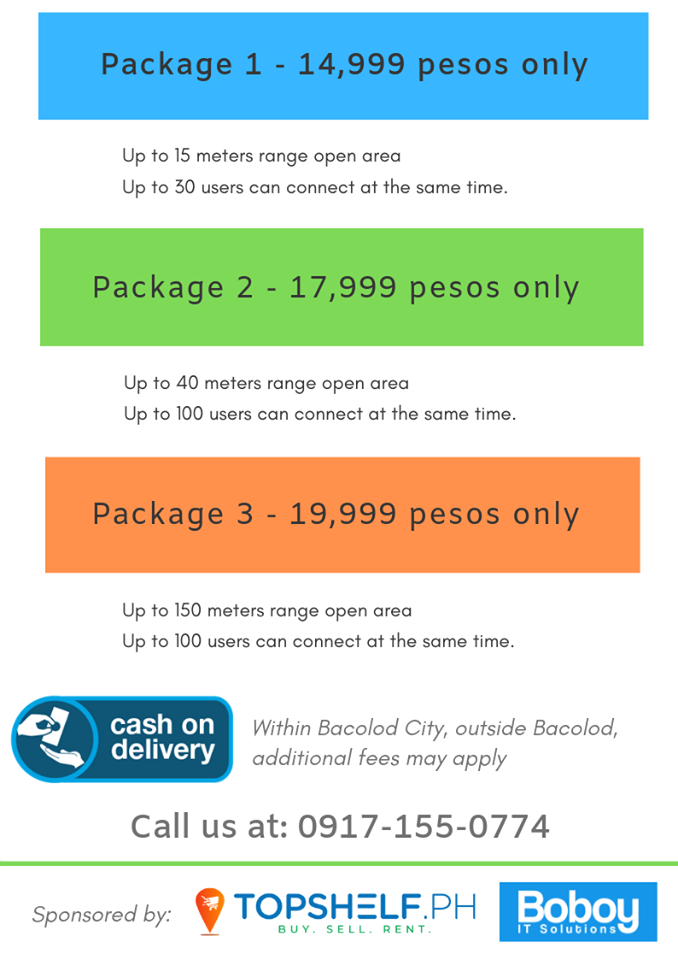 Package 1 - 14,999 pesos only
Up to 15 meters range open area
Up to 30 users can connect at the same time.
Package 2 - 17,999 pesos only
Up to 40 meters range open area
Up to 100 users can connect at the same time.
Package 3 - 19,999 pesos only
Up to 150 meters range open area
Up to 100 users can connect at the same time.
cash on
delivery
Within Bacolod City, outside Bacolod,
additional fees may apply
Call us at: 0917-155-0774
Sponsored by:
TOPSHELF.PH
BUY. SELL. RENT.
Boboy
IT Solutions